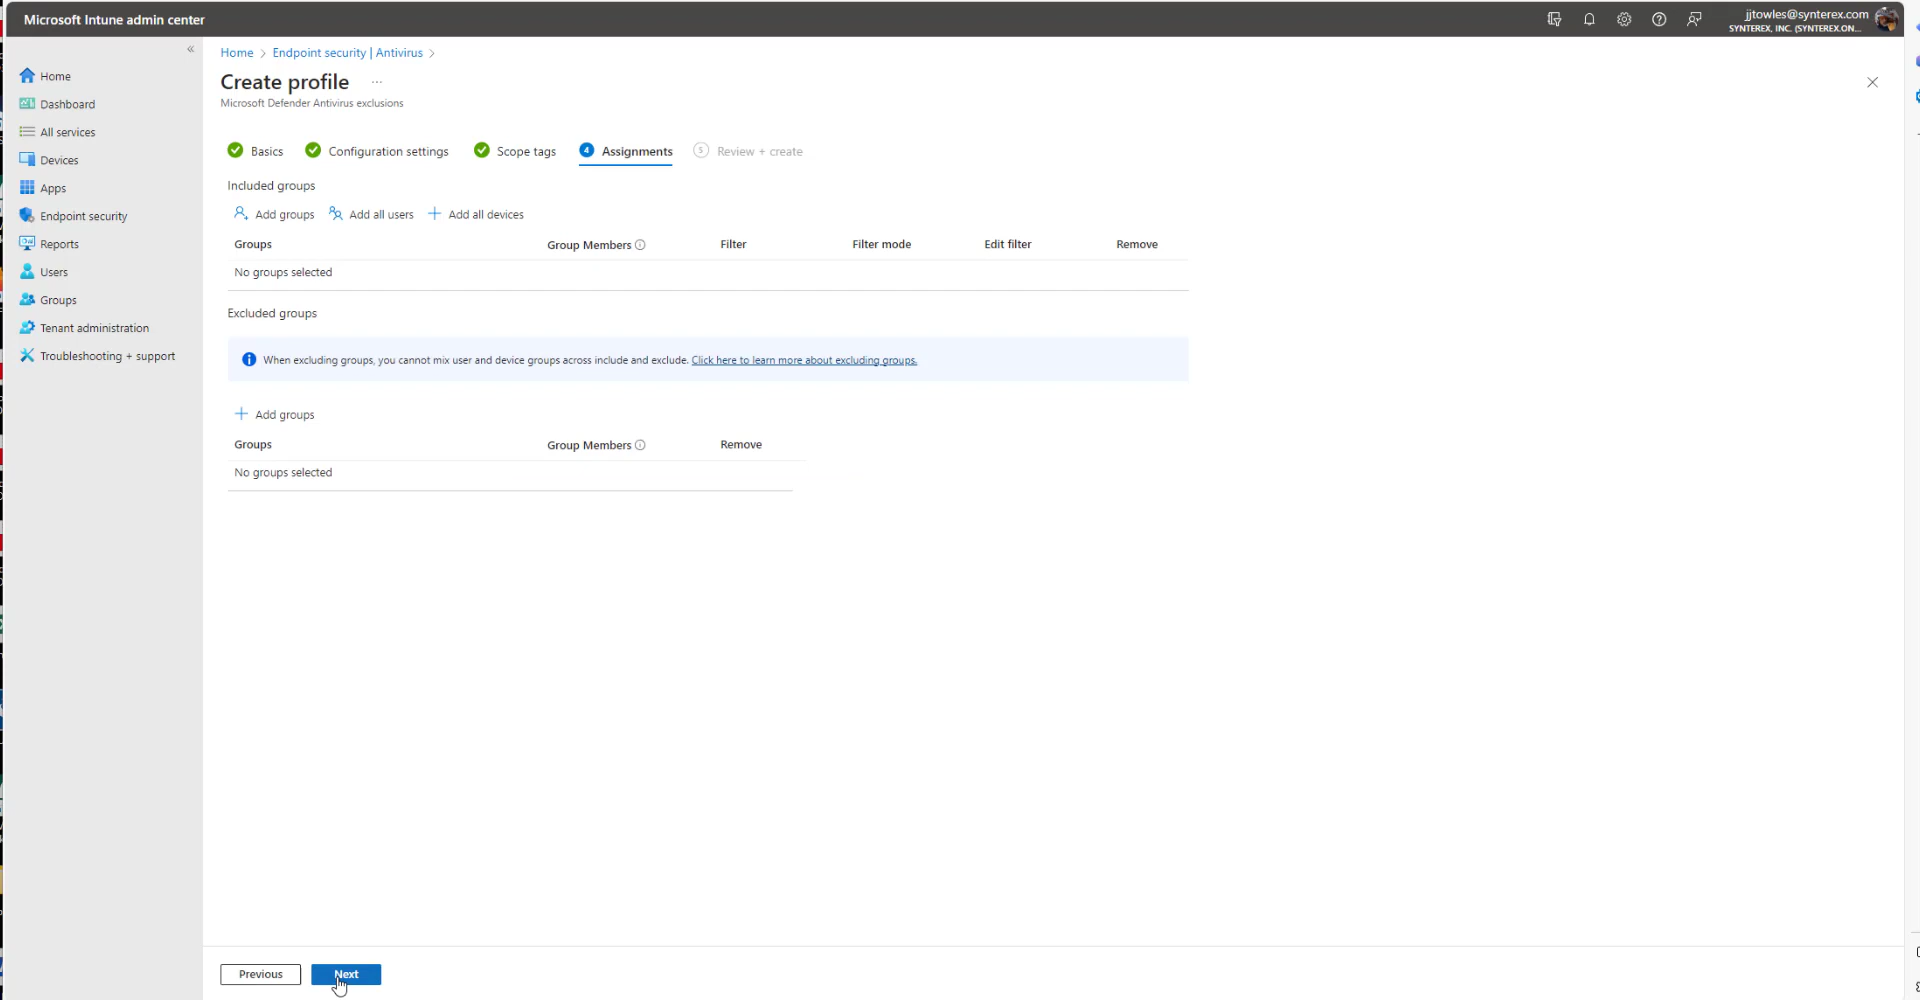 Microsoft Intune admin center
jjtowles@synterex.com
SYNTEREX, INC. (SYNTEREX.ON...
«
Home
Dashboard
All services
Devices
Apps
Endpoint security
Reports
Users
Groups
Tenant administration
Troubleshooting + support
Home > Endpoint security | Antivirus >
Create profile ...
Microsoft Defender Antivirus exclusions
Basics Configuration settings Scope tags 4 Assignments 5 Review + create
Included groups
Add groups Add all users Add all devices
Groups Group Members Filter Filter mode Edit filter Remove
No groups selected
Excluded groups
When excluding groups, you cannot mix user and device groups across include and exclude. Click here to learn more about excluding groups.
Add groups
Groups Group Members Remove
No groups selected
Previous Next